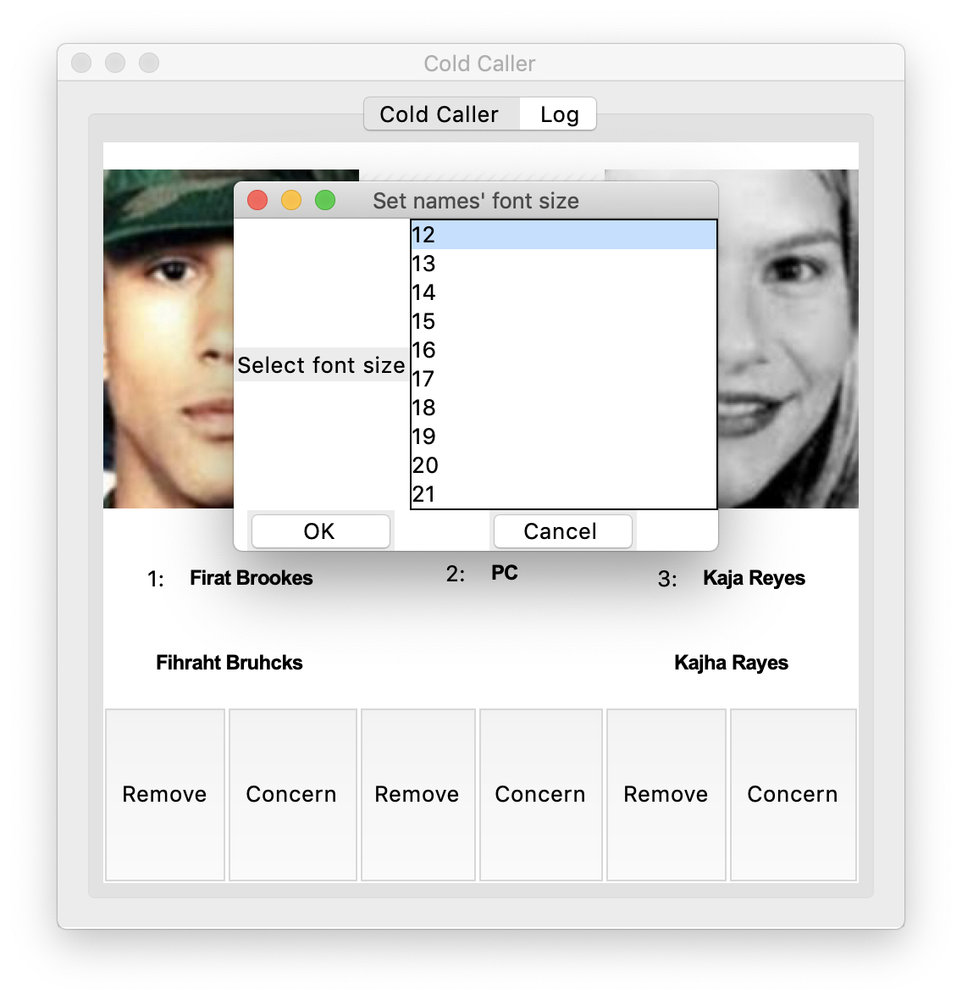 Cold Caller
Cold Caller Log
Set names' font size
12
13
14
15
16
Select font size
17
18
19
20
21
OK Cancel
1: Firat Brookes 2: PC 3: Kaja Reyes
Fihraht Bruhcks Kajha Rayes
Remove Concern Remove Concern Remove Concern